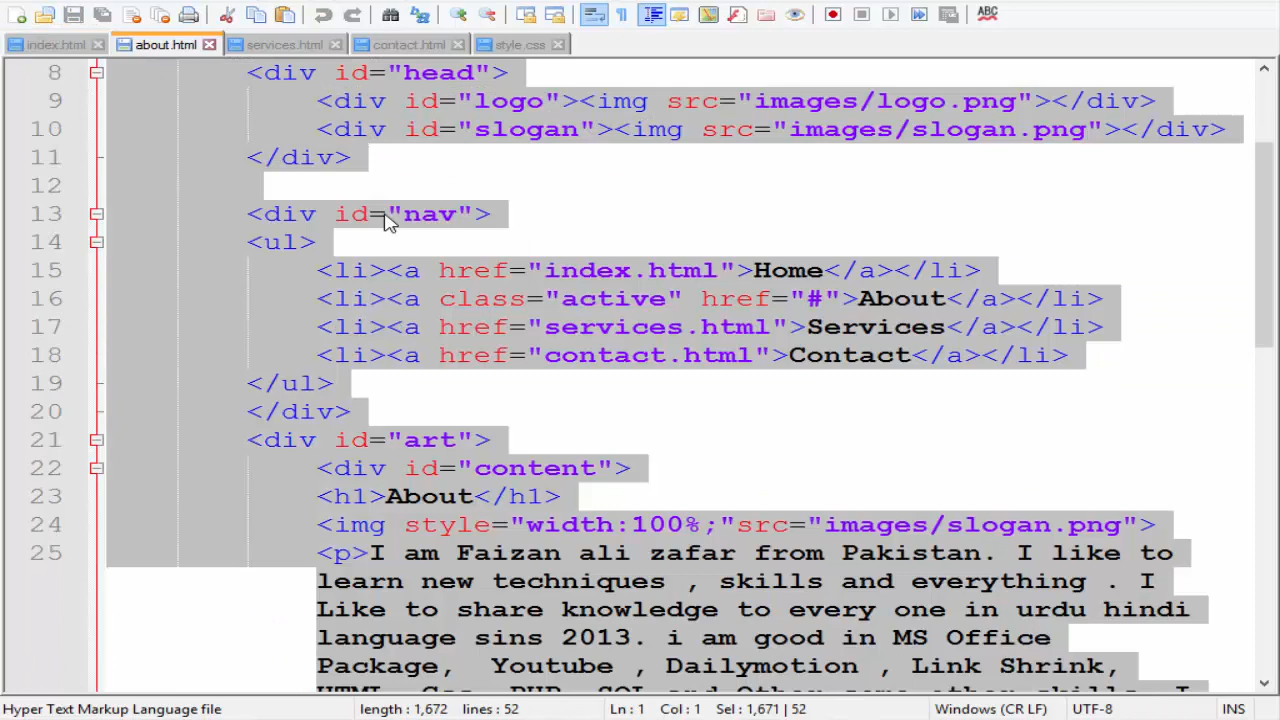 ABC
index.html about.html services.html contact.html style.css
8 <div id="head">
9 <div id="logo"><img src="images/logo.png"></div>
10 <div id="slogan"><img src="images/slogan.png"></div>
11 </div>
12
13 <div id="nav">
14 <ul>
15 <li><a href="index.html">Home</a></li>
16 <li><a class="active" href="#">About</a></li>
17 <li><a href="services.html">Services</a></li>
18 <li><a href="contact.html">Contact</a></li>
19 </ul>
20 </div>
21 <div id="art">
22 <div id="content">
23 <h1>About</h1>
24 <img style="width:100%;"src="images/slogan.png">
25 <p>I am Faizan ali zafar from Pakistan. I like to
learn new techniques , skills and everything . I
Like to share knowledge to every one in urdu hindi
language sins 2013. i am good in MS Office
Package, Youtube , Dailymotion , Link Shrink,
Hyper Text Markup Language file length : 1,672 lines : 52 Ln : 1 Col : 1 Sel : 1,671 | 52 Windows (CR LF) UTF-8 INS